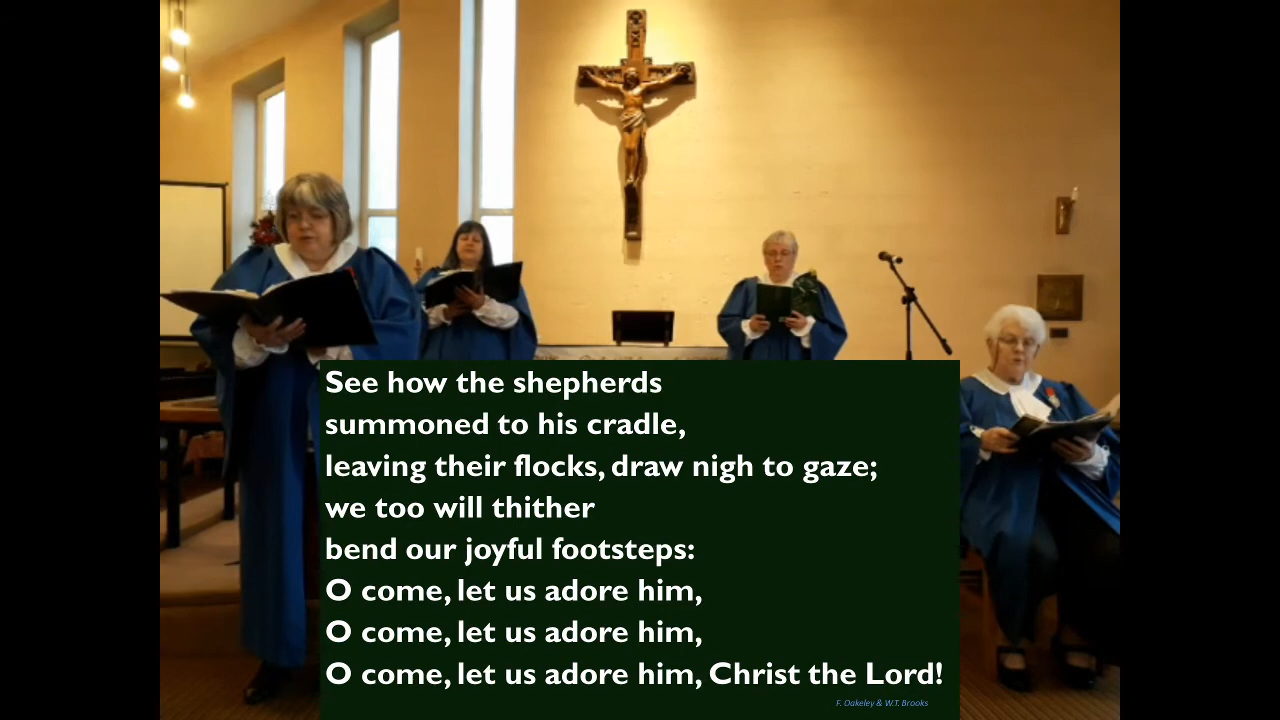 See how the shepherds
summoned to his cradle,
leaving their flocks, draw nigh to gaze;
we too will thither
bend our joyful footsteps:
O come, let us adore him,
O come, let us adore him,
O come, let us adore him, Christ the Lord!
F. Oakeley & W.T. Brooks